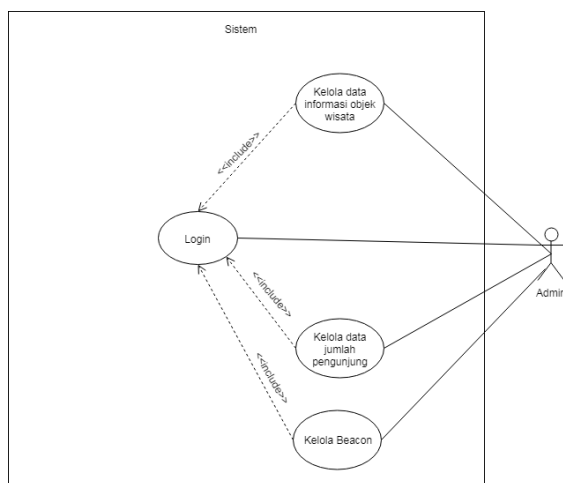 Sistem
Kelola data
informasi objek
wisata
<<include>>
Login
Admin
<<include>>
Kelola data
jumlah
pengunjung
<<include>>
Kelola Beacon